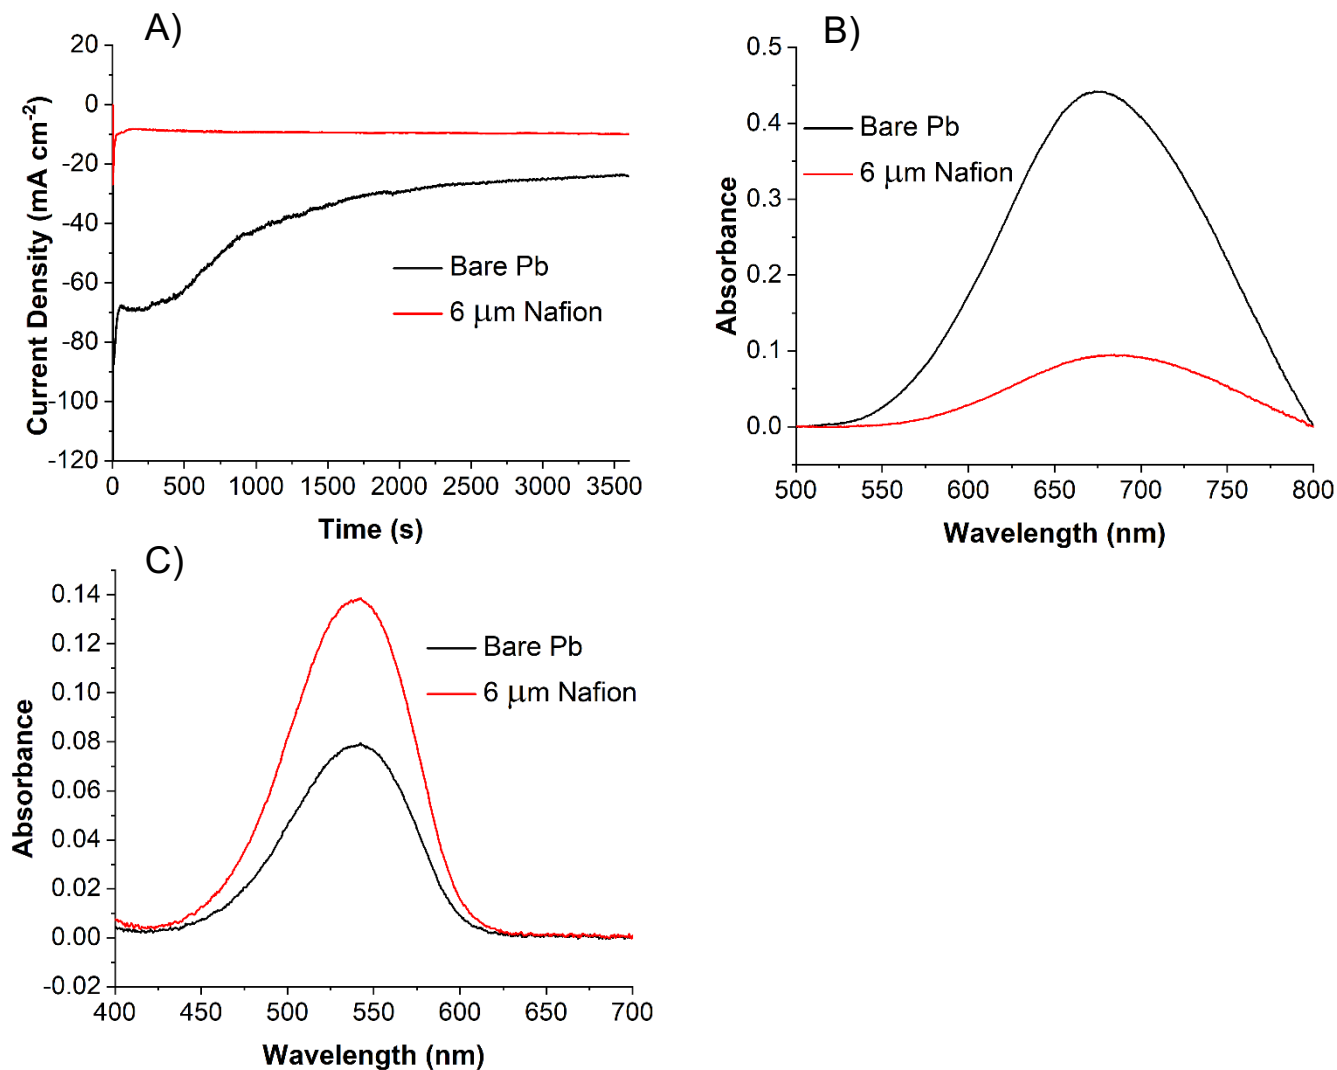 A)
20
0
-20
-40
-60
-80
-100
-120
Current Density (mA cm⁻²)
Bare Pb
6 μm Nafion
0 500 1000 1500 2000 2500 3000 3500
Time (s)
B)
0.5
0.4
0.3
0.2
0.1
0.0
Absorbance
Bare Pb
6 μm Nafion
500 550 600 650 700 750 800
Wavelength (nm)
C)
0.14
0.12
0.10
0.08
0.06
0.04
0.02
0.00
-0.02
Absorbance
Bare Pb
6 μm Nafion
400 450 500 550 600 650 700
Wavelength (nm)